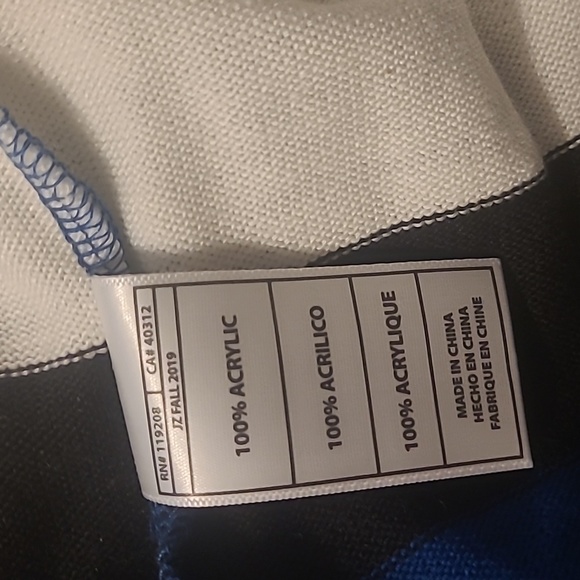 RN# 119208 CA# 40312
JZ FALL 2019
100% ACRYLIC
100% ACRILICO
100% ACRYLIQUE
MADE IN CHINA
HECHO EN CHINA
FABRIQUE EN CHINE